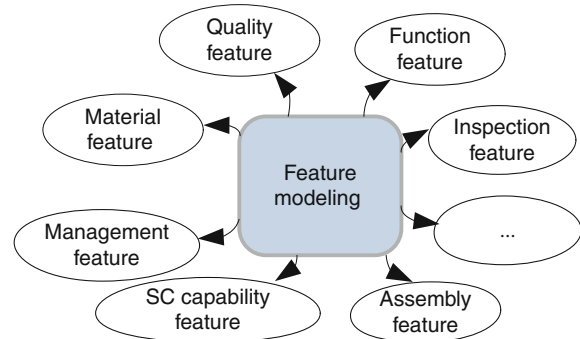 Quality
feature
Function
feature
Material
feature
Inspection
feature
Feature
modeling
Management
feature
...
SC capability
feature
Assembly
feature